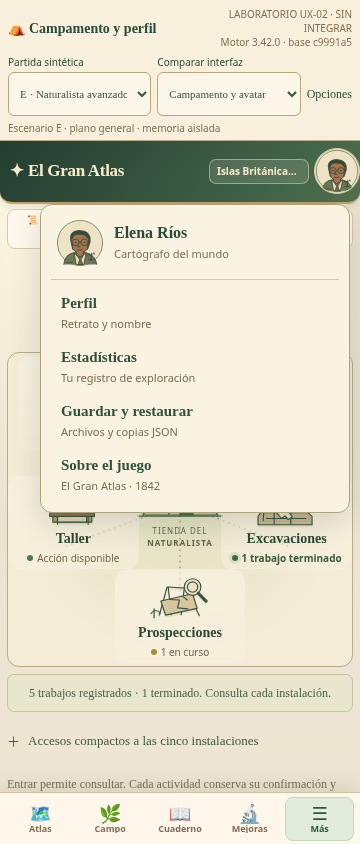 ⛺ Campamento y perfil
LABORATORIO UX-02 · SIN
INTEGRAR
Motor 3.42.0 · base c9991a5
Partida sintética
Comparar interfaz
E · Naturalista avanzado
Campamento y avatar
Opciones
Escenario E · plano general · memoria aislada
✦ El Gran Atlas
Islas Británica...
Elena Ríos
Cartógrafo del mundo
Perfil
Retrato y nombre
Estadísticas
Tu registro de exploración
Guardar y restaurar
Archivos y copias JSON
Sobre el juego
El Gran Atlas · 1842
Taller
Acción disponible
TIENDA DEL
NATURALISTA
Excavaciones
1 trabajo terminado
Prospecciones
1 en curso
5 trabajos registrados · 1 terminado. Consulta cada instalación.
+ Accesos compactos a las cinco instalaciones
Entrar permite consultar. Cada actividad conserva su confirmación y
Atlas
Campo
Cuaderno
Mejoras
Más